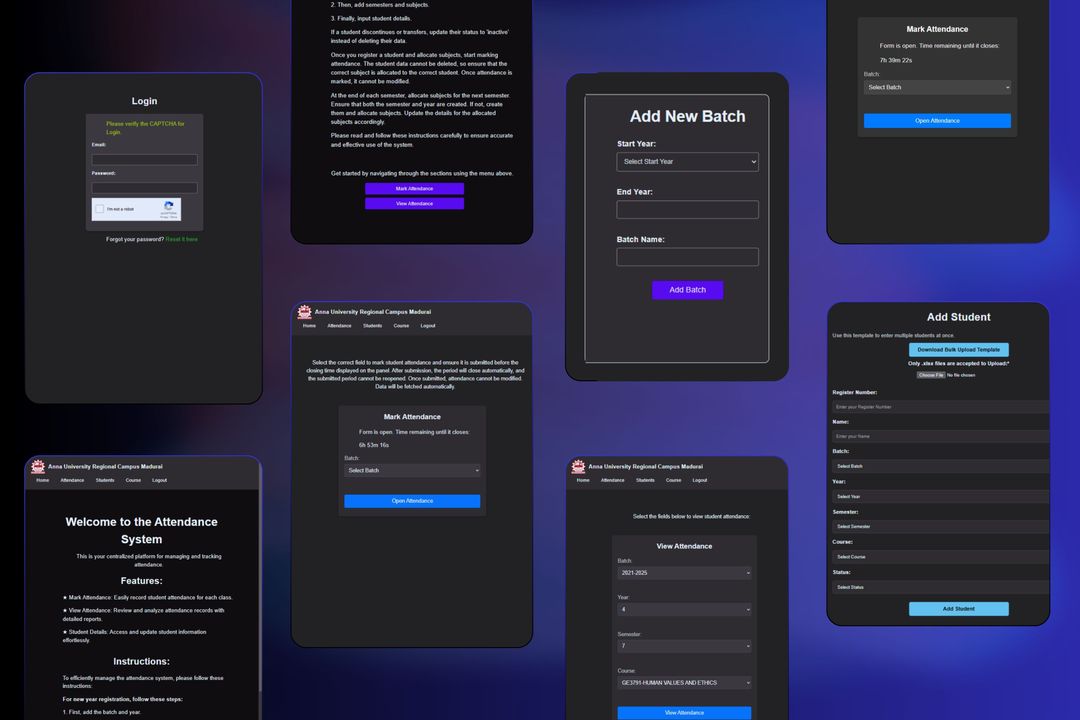 Login
Please verify the CAPTCHA for
Login.
Email:
Password:
I'm not a robot
reCAPTCHA
Privacy - Terms
Forgot your password? Reset it here
Anna University Regional Campus Madurai
Home Attendance Students Course Logout
Welcome to the Attendance
System
This is your centralized platform for managing and tracking
attendance.
Features:
★ Mark Attendance: Easily record student attendance for each class.
★ View Attendance: Review and analyze attendance records with
detailed reports.
★ Student Details: Access and update student information
effortlessly.
Instructions:
To efficiently manage the attendance system, please follow these
instructions:
For new year registration, follow these steps:
1. First, add the batch and year.
2. Then, add semesters and subjects.
3. Finally, input student details.
If a student discontinues or transfers, update their status to 'inactive'
instead of deleting their data.
Once you register a student and allocate subjects, start marking
attendance. The student data cannot be deleted, so ensure that the
correct subject is allocated to the correct student. Once attendance is
marked, it cannot be modified.
At the end of each semester, allocate subjects for the next semester.
Ensure that both the semester and year are created. If not, create
them and allocate subjects. Update the details for the allocated
subjects accordingly.
Please read and follow these instructions carefully to ensure accurate
and effective use of the system.
Get started by navigating through the sections using the menu above.
Mark Attendance
View Attendance
Anna University Regional Campus Madurai
Home Attendance Students Course Logout
Select the correct field to mark student attendance and ensure it is submitted before the
closing time displayed on the panel. After submission, the period will close automatically, and
the submitted period cannot be reopened. Once submitted, attendance cannot be modified.
Data will be fetched automatically.
Mark Attendance
Form is open. Time remaining until it closes:
6h 53m 16s
Batch:
Select Batch
Open Attendance
Add New Batch
Start Year:
Select Start Year
End Year:
Batch Name:
Add Batch
Anna University Regional Campus Madurai
Home Attendance Students Course Logout
Select the fields below to view student attendance:
View Attendance
Batch:
2021-2025
Year:
4
Semester:
7
Course:
GE3791-HUMAN VALUES AND ETHICS
View Attendance
Mark Attendance
Form is open. Time remaining until it closes:
7h 39m 22s
Batch:
Select Batch
Open Attendance
Add Student
Use this template to enter multiple students at once.
Download Bulk Upload Template
Only .xlsx files are accepted to Upload:*
Choose File No file chosen
Register Number:
Enter your Register Number
Name:
Enter your Name
Batch:
Select Batch
Year:
Select Year
Semester:
Select Semester
Course:
Select Course
Status:
Select Status
Add Student